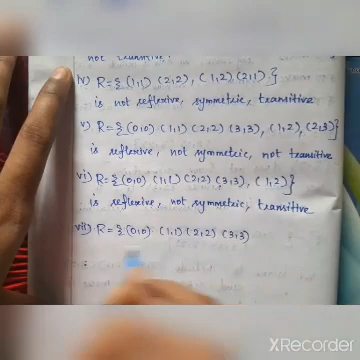 not transitive.
iv) R={(1,1) (2,2), (1,2) (2,1)}
is not reflexive, symmetric, transitive
v) R={(0,0) (1,1) (2,2) (3,3), (1,2), (2,3)}
is reflexive, not symmetric, not transitive
vi) R={(0,0) (1,1) (2,2) (3,3), (1,2)}
is reflexive, not symmetric, transitive
vii) R={(0,0) (1,1) (2,2) (3,3)
XRecorder